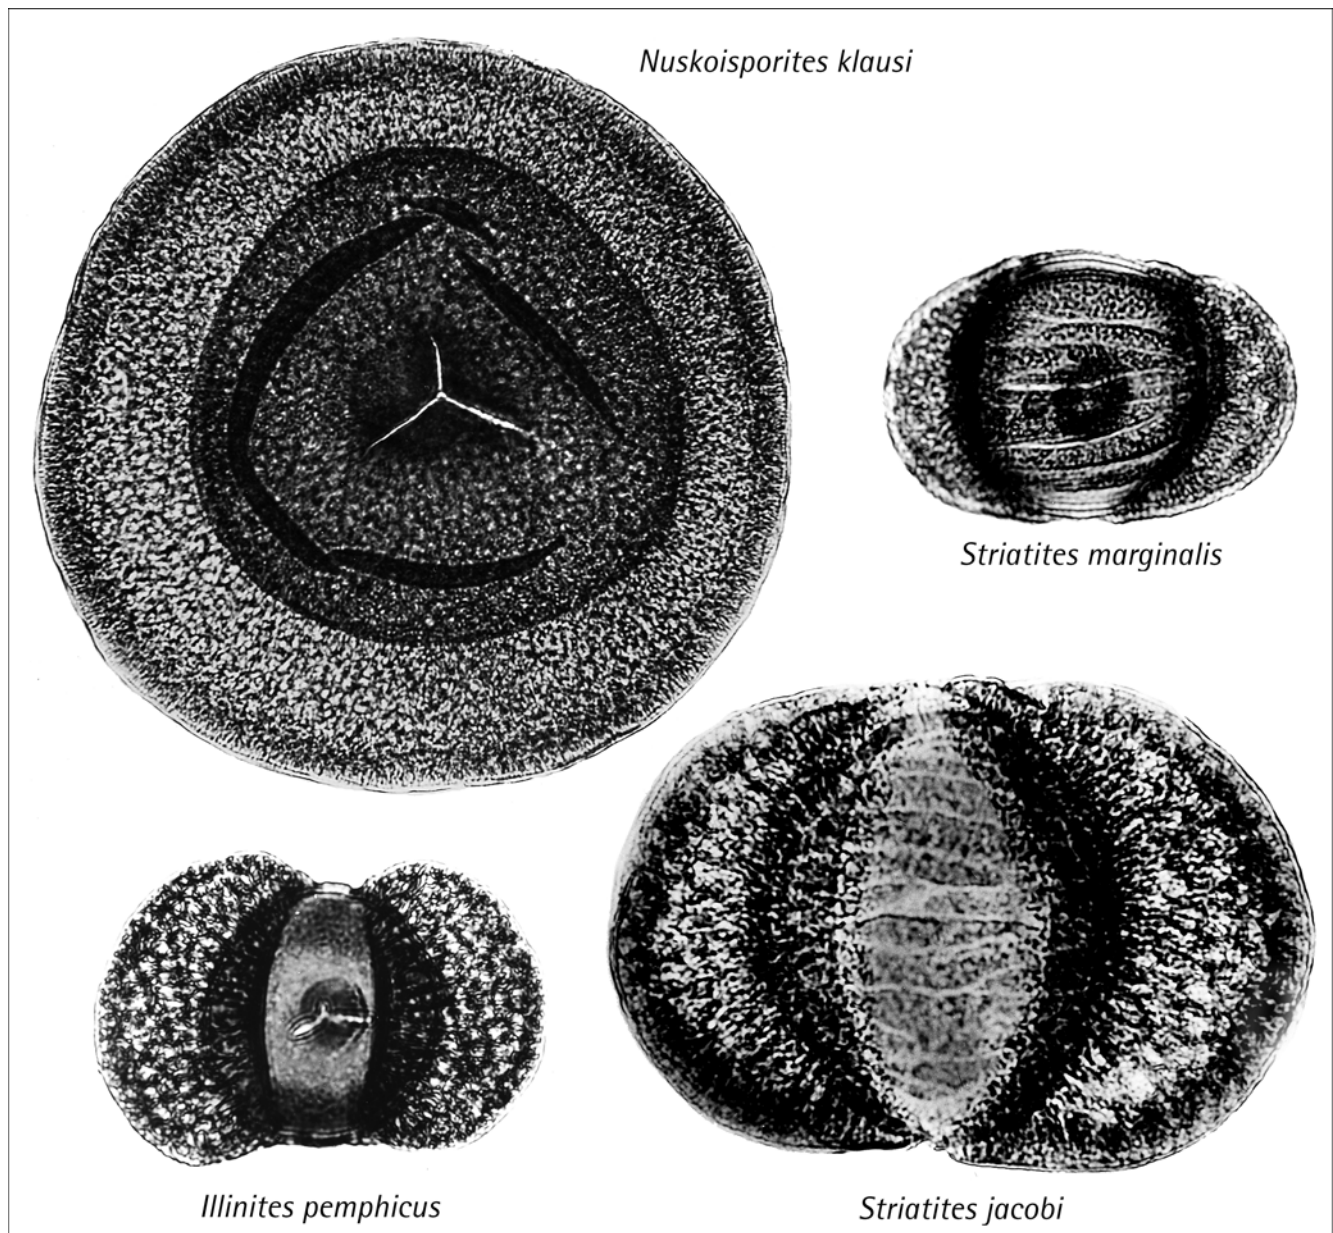 Nuskoisporites klausi
Striatites marginalis
Illinites pemphicus
Striatites jacobi